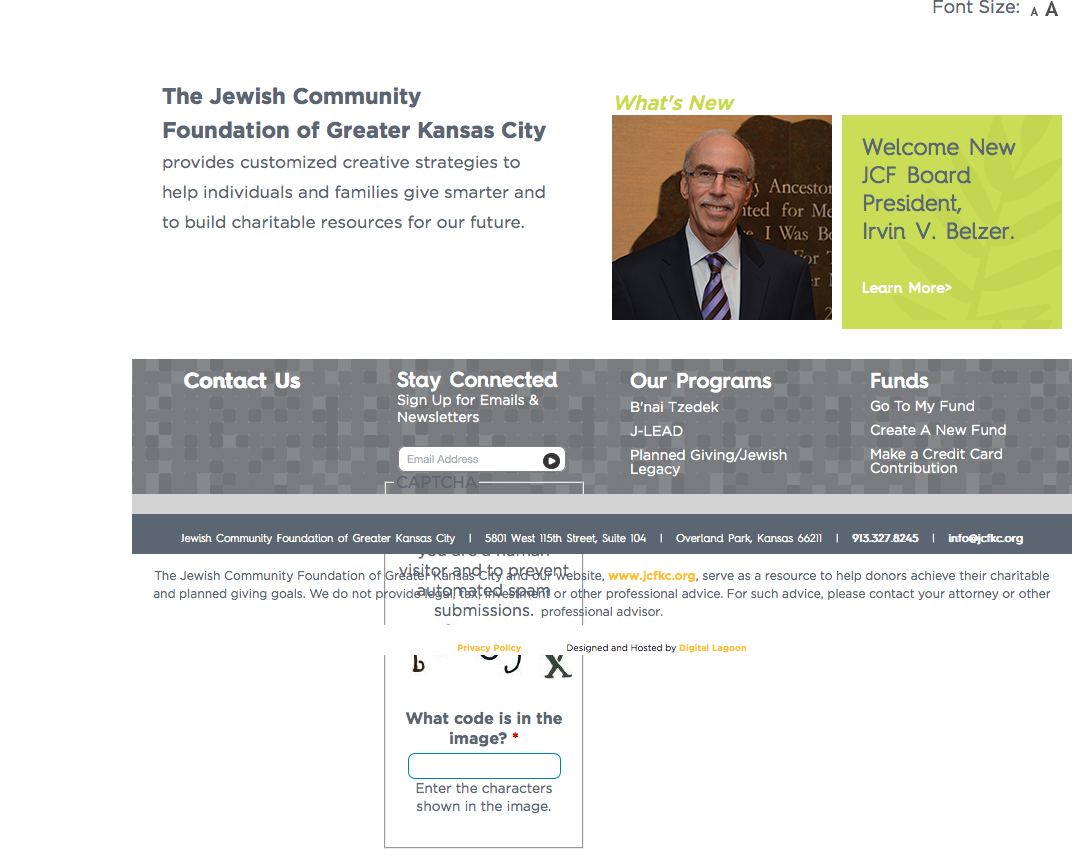 Font Size: A A
The Jewish Community
Foundation of Greater Kansas City
provides customized creative strategies to
help individuals and families give smarter and
to build charitable resources for our future.
What's New
Ancestor
nted for Me
I Was Bo
For T
Welcome New
JCF Board
President,
Irvin V. Belzer.
Learn More>
Contact Us
Stay Connected
Sign Up for Emails &
Newsletters
Email Address
CAPTCHA
Our Programs
B'nai Tzedek
J-LEAD
Planned Giving/Jewish
Legacy
Funds
Go To My Fund
Create A New Fund
Make a Credit Card
Contribution
Jewish Community Foundation of Greater Kansas City | 5801 West 115th Street, Suite 104 | Overland Park, Kansas 66211 | 913.327.8245 | info@jcfkc.org
you are a human
visitor and to prevent
automated spam
submissions.
The Jewish Community Foundation of Greater Kansas City and our website, www.jcfkc.org, serve as a resource to help donors achieve their charitable
and planned giving goals. We do not provide legal, tax, investment or other professional advice. For such advice, please contact your attorney or other
professional advisor.
Privacy Policy Designed and Hosted by Digital Lagoon
What code is in the
image? *
Enter the characters
shown in the image.